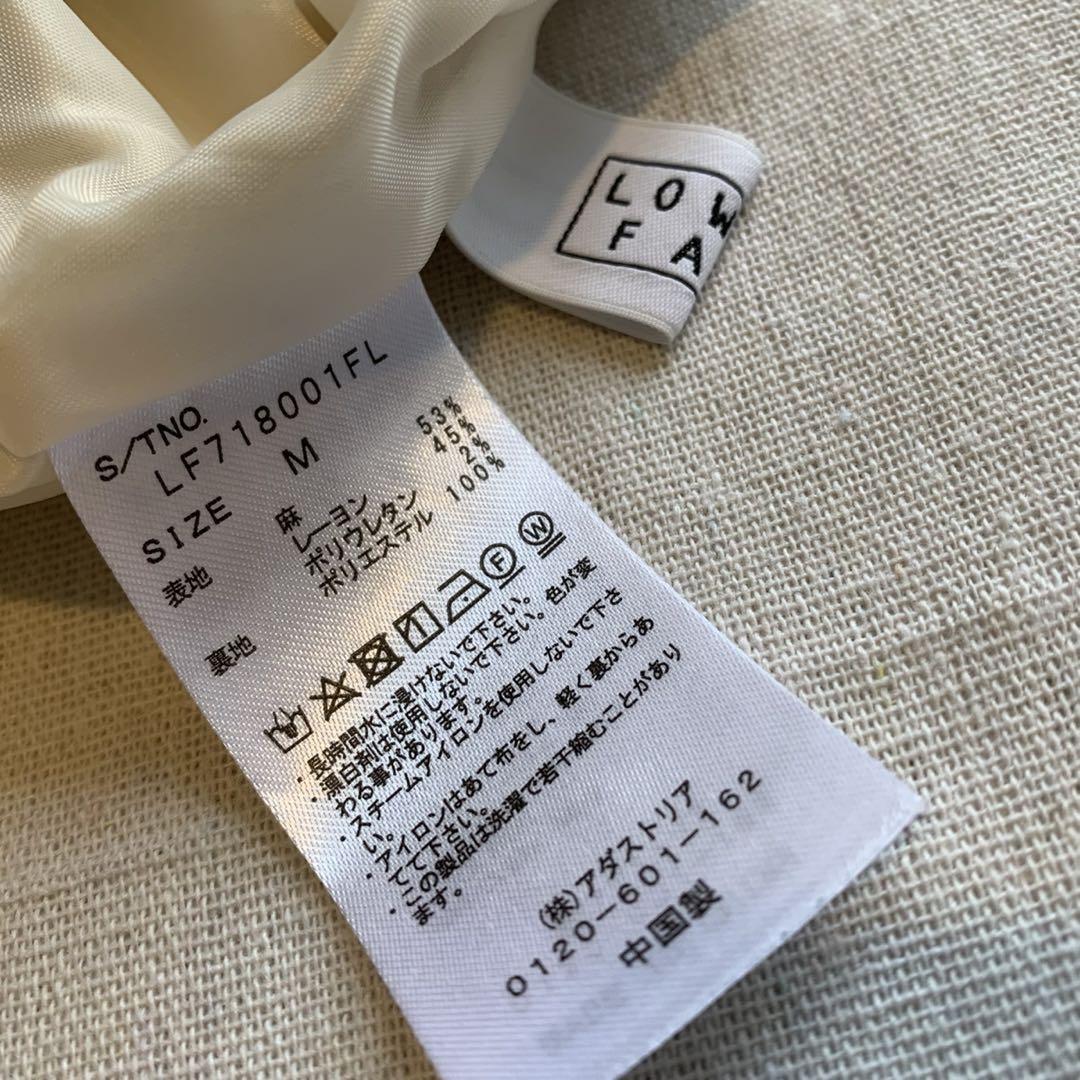 LOW
FA
S/TNO.
LF718001FL
SIZE M
表地 麻 53%
レーヨン 45%
ポリウレタン 2%
裏地 ポリエステル 100%
F W
・長時間水に浸けないで下さい。
・漂白剤は使用しないで下さい。色が変
わる事があります。
・スチームアイロンを使用しないで下さ
い。
・アイロンはあて布をし、軽く裏からあ
てて下さい。
・この製品は洗濯で若干縮むことがあり
ます。
(株)アダストリア
0120-601-162
中国製